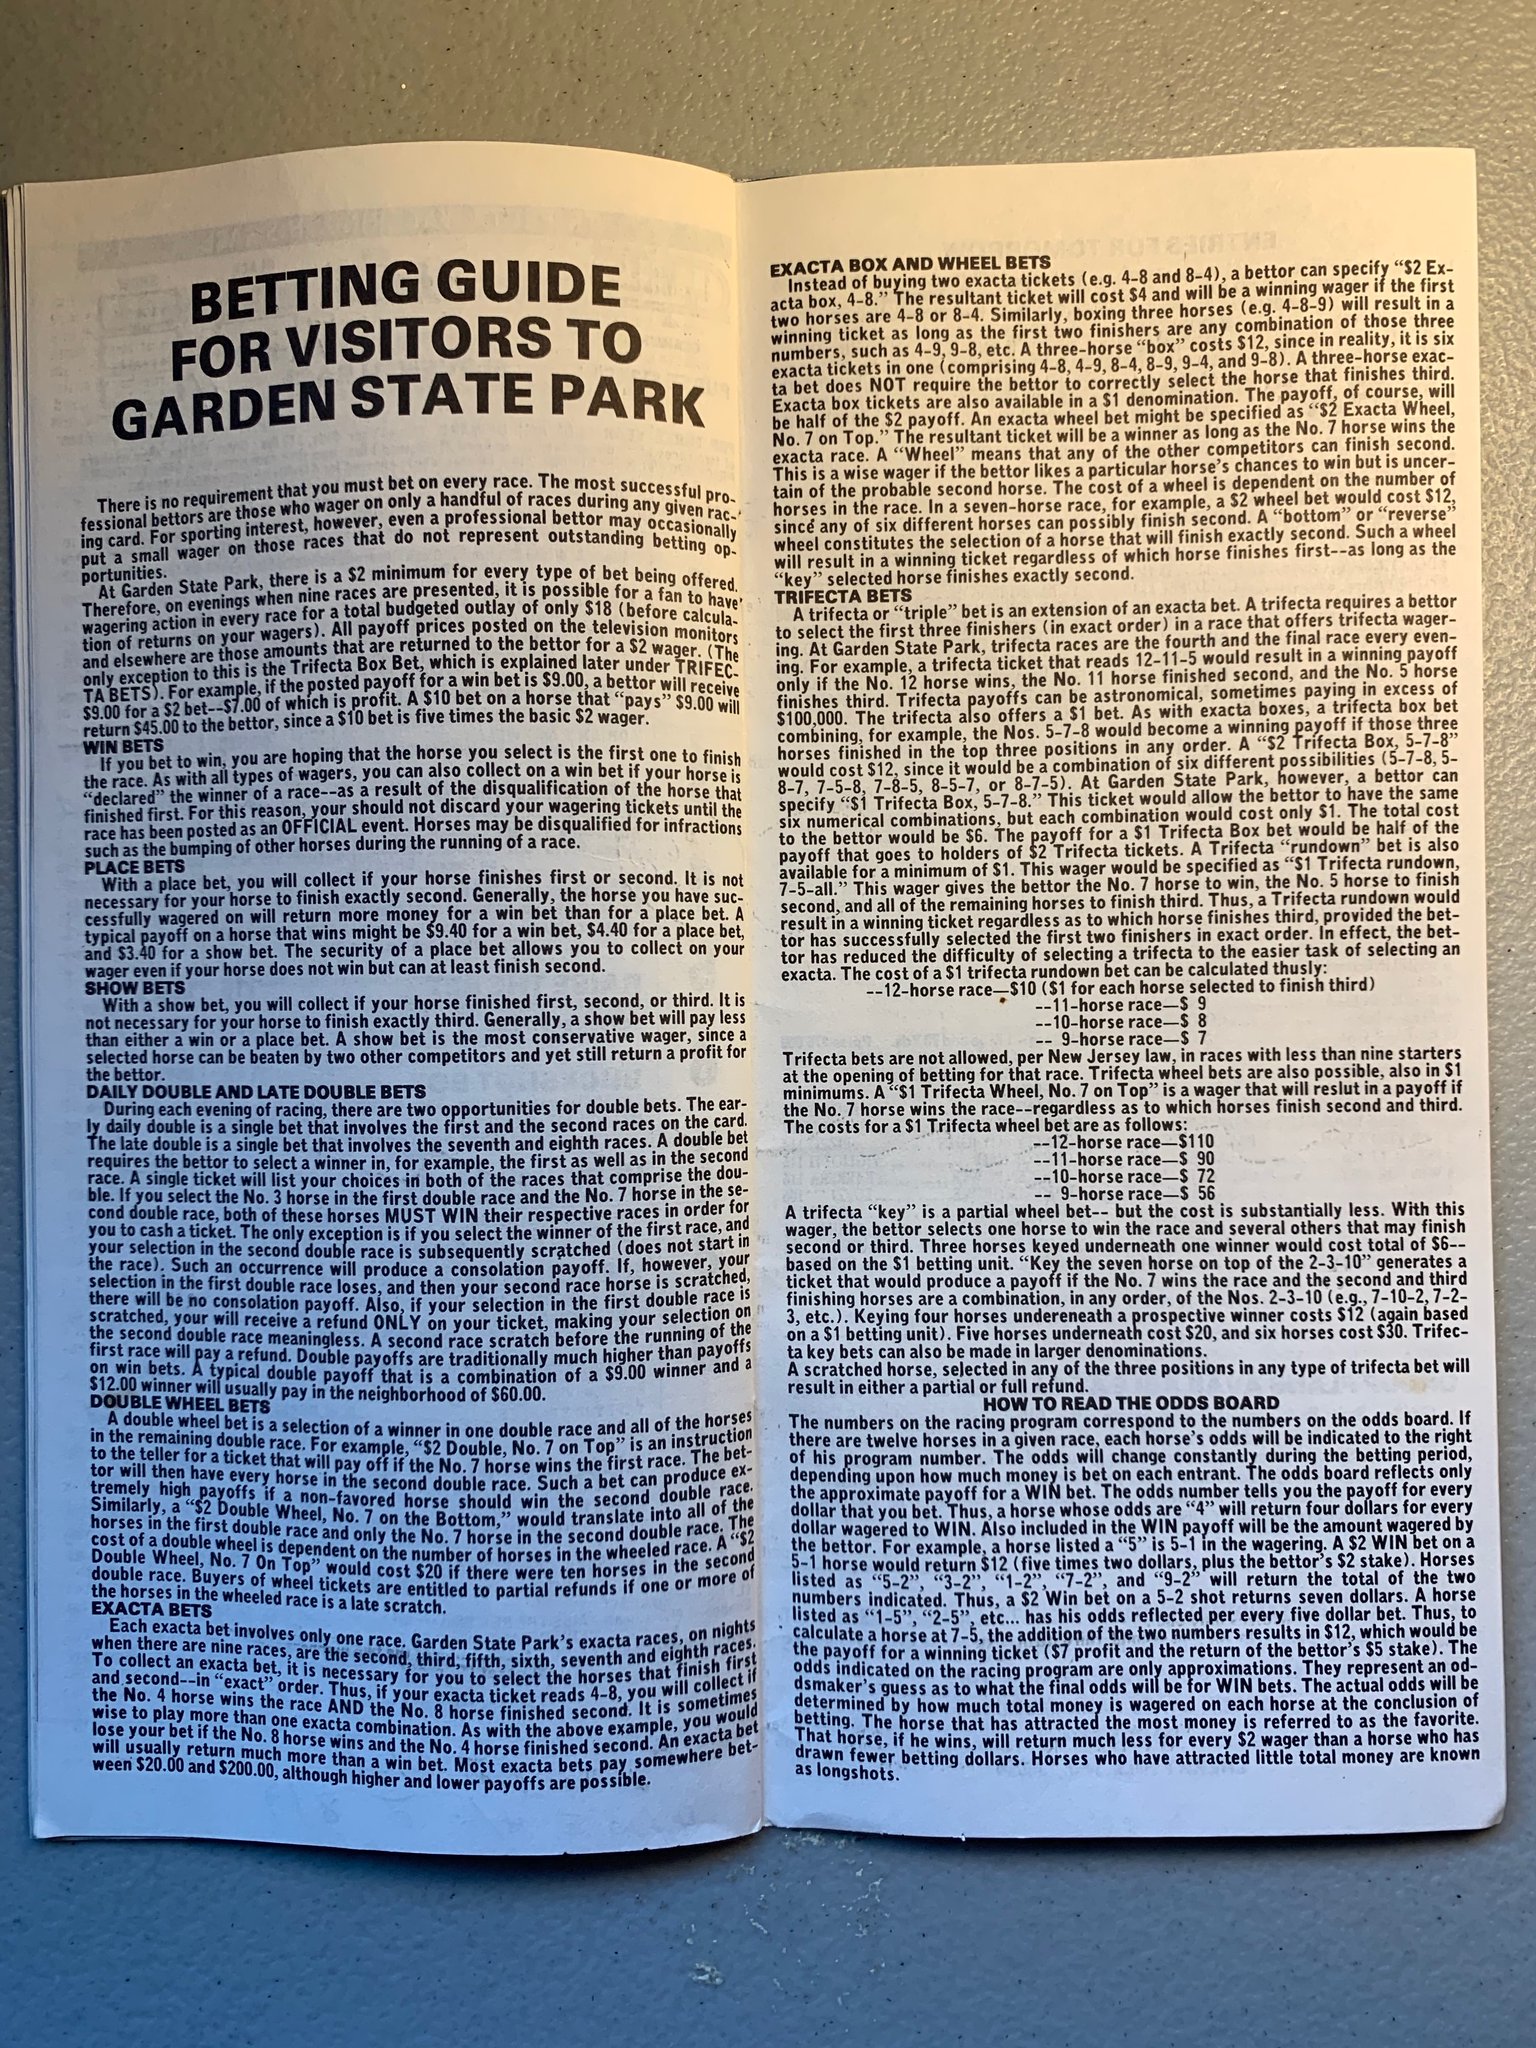 BETTING GUIDE
FOR VISITORS TO
GARDEN STATE PARK
There is no requirement that you must bet on every race. The most successful pro-
fessional bettors are those who wager on only a handful of races during any given rac-
ing card. For sporting interest, however, even a professional bettor may occasionally
put a small wager on those races that do not represent outstanding betting op-
portunities.
At Garden State Park, there is a $2 minimum for every type of bet being offered.
Therefore, on evenings when nine races are presented, it is possible for a fan to have
wagering action in every race for a total budgeted outlay of only $18 (before calcula-
tion of returns on your wagers). All payoff prices posted on the television monitors
and elsewhere are those amounts that are returned to the bettor for a $2 wager. (The
only exception to this is the Trifecta Box Bet, which is explained later under TRIFEC-
TA BETS). For example, if the posted payoff for a win bet is $9.00, a bettor will receive
$9.00 for a $2 bet--$7.00 of which is profit. A $10 bet on a horse that "pays" $9.00 will
return $45.00 to the bettor, since a $10 bet is five times the basic $2 wager.
WIN BETS
If you bet to win, you are hoping that the horse you select is the first one to finish
the race. As with all types of wagers, you can also collect on a win bet if your horse is
"declared" the winner of a race--as a result of the disqualification of the horse that
finished first. For this reason, your should not discard your wagering tickets until the
race has been posted as an OFFICIAL event. Horses may be disqualified for infractions
such as the bumping of other horses during the running of a race.
PLACE BETS
With a place bet, you will collect if your horse finishes first or second. It is not
necessary for your horse to finish exactly second. Generally, the horse you have suc-
cessfully wagered on will return more money for a win bet than for a place bet. A
typical payoff on a horse that wins might be $9.40 for a win bet, $4.40 for a place bet,
and $3.40 for a show bet. The security of a place bet allows you to collect on your
wager even if your horse does not win but can at least finish second.
SHOW BETS
With a show bet, you will collect if your horse finished first, second, or third. It is
not necessary for your horse to finish exactly third. Generally, a show bet will pay less
than either a win or a place bet. A show bet is the most conservative wager, since a
selected horse can be beaten by two other competitors and yet still return a profit for
the bettor.
DAILY DOUBLE AND LATE DOUBLE BETS
During each evening of racing, there are two opportunities for double bets. The ear-
ly daily double is a single bet that involves the first and the second races on the card.
The late double is a single bet that involves the seventh and eighth races. A double bet
requires the bettor to select a winner in, for example, the first as well as in the second
race. A single ticket will list your choices in both of the races that comprise the dou-
ble. If you select the No. 3 horse in the first double race and the No. 7 horse in the se-
cond double race, both of these horses MUST WIN their respective races in order for
you to cash a ticket. The only exception is if you select the winner of the first race, and
your selection in the second double race is subsequently scratched (does not start in
the race). Such an occurrence will produce a consolation payoff. If, however, your
selection in the first double race loses, and then your second race horse is scratched,
there will be no consolation payoff. Also, if your selection in the first double race is
scratched, your will receive a refund ONLY on your ticket, making your selection on
the second double race meaningless. A second race scratch before the running of the
first race will pay a refund. Double payoffs are traditionally much higher than payoffs
on win bets. A typical double payoff that is a combination of a $9.00 winner and a
$12.00 winner will usually pay in the neighborhood of $60.00.
DOUBLE WHEEL BETS
A double wheel bet is a selection of a winner in one double race and all of the horses
in the remaining double race. For example, "$2 Double, No. 7 on Top" is an instruction
to the teller for a ticket that will pay off if the No. 7 horse wins the first race. The bet-
tor will then have every horse in the second double race. Such a bet can produce ex-
tremely high payoffs if a non-favored horse should win the second double race.
Similarly, a "$2 Double Wheel, No. 7 on the Bottom," would translate into all of the
horses in the first double race and only the No. 7 horse in the second double race. The
cost of a double wheel is dependent on the number of horses in the wheeled race. A "$2
Double Wheel, No. 7 On Top" would cost $20 if there were ten horses in the second
double race. Buyers of wheel tickets are entitled to partial refunds if one or more of
the horses in the wheeled race is a late scratch.
EXACTA BETS
Each exacta bet involves only one race. Garden State Park's exacta races, on nights
when there are nine races, are the second, third, fifth, sixth, seventh and eighth races.
To collect an exacta bet, it is necessary for you to select the horses that finish first
and second--in "exact" order. Thus, if your exacta ticket reads 4-8, you will collect if
the No. 4 horse wins the race AND the No. 8 horse finished second. It is sometimes
wise to play more than one exacta combination. As with the above example, you would
lose your bet if the No. 8 horse wins and the No. 4 horse finished second. An exacta bet
will usually return much more than a win bet. Most exacta bets pay somewhere bet-
ween $20.00 and $200.00, although higher and lower payoffs are possible.
EXACTA BOX AND WHEEL BETS
Instead of buying two exacta tickets (e.g. 4-8 and 8-4), a bettor can specify "$2 Ex-
acta box, 4-8." The resultant ticket will cost $4 and will be a winning wager if the first
two horses are 4-8 or 8-4. Similarly, boxing three horses (e.g. 4-8-9) will result in a
winning ticket as long as the first two finishers are any combination of those three
numbers, such as 4-9, 9-8, etc. A three-horse "box" costs $12, since in reality, it is six
exacta tickets in one (comprising 4-8, 4-9, 8-4, 8-9, 9-4, and 9-8). A three-horse exac-
ta bet does NOT require the bettor to correctly select the horse that finishes third.
Exacta box tickets are also available in a $1 denomination. The payoff, of course, will
be half of the $2 payoff. An exacta wheel bet might be specified as "$2 Exacta Wheel,
No. 7 on Top." The resultant ticket will be a winner as long as the No. 7 horse wins the
exacta race. A "Wheel" means that any of the other competitors can finish second.
This is a wise wager if the bettor likes a particular horse's chances to win but is uncer-
tain of the probable second horse. The cost of a wheel is dependent on the number of
horses in the race. In a seven-horse race, for example, a $2 wheel bet would cost $12,
since any of six different horses can possibly finish second. A "bottom" or "reverse"
wheel constitutes the selection of a horse that will finish exactly second. Such a wheel
will result in a winning ticket regardless of which horse finishes first--as long as the
"key" selected horse finishes exactly second.
TRIFECTA BETS
A trifecta or "triple" bet is an extension of an exacta bet. A trifecta requires a bettor
to select the first three finishers (in exact order) in a race that offers trifecta wager-
ing. At Garden State Park, trifecta races are the fourth and the final race every even-
ing. For example, a trifecta ticket that reads 12-11-5 would result in a winning payoff
only if the No. 12 horse wins, the No. 11 horse finished second, and the No. 5 horse
finishes third. Trifecta payoffs can be astronomical, sometimes paying in excess of
$100,000. The trifecta also offers a $1 bet. As with exacta boxes, a trifecta box bet
combining, for example, the Nos. 5-7-8 would become a winning payoff if those three
horses finished in the top three positions in any order. A "$2 Trifecta Box, 5-7-8"
would cost $12, since it would be a combination of six different possibilities (5-7-8, 5-
8-7, 7-5-8, 7-8-5, 8-5-7, or 8-7-5). At Garden State Park, however, a bettor can
specify "$1 Trifecta Box, 5-7-8." This ticket would allow the bettor to have the same
six numerical combinations, but each combination would cost only $1. The total cost
to the bettor would be $6. The payoff for a $1 Trifecta Box bet would be half of the
payoff that goes to holders of $2 Trifecta tickets. A Trifecta "rundown" bet is also
available for a minimum of $1. This wager would be specified as "$1 Trifecta rundown,
7-5-all." This wager gives the bettor the No. 7 horse to win, the No. 5 horse to finish
second, and all of the remaining horses to finish third. Thus, a Trifecta rundown would
result in a winning ticket regardless as to which horse finishes third, provided the bet-
tor has successfully selected the first two finishers in exact order. In effect, the bet-
tor has reduced the difficulty of selecting a trifecta to the easier task of selecting an
exacta. The cost of a $1 trifecta rundown bet can be calculated thusly:
--12-horse race—$10 ($1 for each horse selected to finish third)
--11-horse race—$ 9
--10-horse race—$ 8
-- 9-horse race—$ 7
Trifecta bets are not allowed, per New Jersey law, in races with less than nine starters
at the opening of betting for that race. Trifecta wheel bets are also possible, also in $1
minimums. A "$1 Trifecta Wheel, No. 7 on Top" is a wager that will reslut in a payoff if
the No. 7 horse wins the race--regardless as to which horses finish second and third.
The costs for a $1 Trifecta wheel bet are as follows:
--12-horse race—$110
--11-horse race—$ 90
--10-horse race—$ 72
-- 9-horse race—$ 56
A trifecta "key" is a partial wheel bet-- but the cost is substantially less. With this
wager, the bettor selects one horse to win the race and several others that may finish
second or third. Three horses keyed underneath one winner would cost total of $6--
based on the $1 betting unit. "Key the seven horse on top of the 2-3-10" generates a
ticket that would produce a payoff if the No. 7 wins the race and the second and third
finishing horses are a combination, in any order, of the Nos. 2-3-10 (e.g., 7-10-2, 7-2-
3, etc.). Keying four horses undereneath a prospective winner costs $12 (again based
on a $1 betting unit). Five horses underneath cost $20, and six horses cost $30. Trifec-
ta key bets can also be made in larger denominations.
A scratched horse, selected in any of the three positions in any type of trifecta bet will
result in either a partial or full refund.
HOW TO READ THE ODDS BOARD
The numbers on the racing program correspond to the numbers on the odds board. If
there are twelve horses in a given race, each horse's odds will be indicated to the right
of his program number. The odds will change constantly during the betting period,
depending upon how much money is bet on each entrant. The odds board reflects only
the approximate payoff for a WIN bet. The odds number tells you the payoff for every
dollar that you bet. Thus, a horse whose odds are "4" will return four dollars for every
dollar wagered to WIN. Also included in the WIN payoff will be the amount wagered by
the bettor. For example, a horse listed a "5" is 5-1 in the wagering. A $2 WIN bet on a
5-1 horse would return $12 (five times two dollars, plus the bettor's $2 stake). Horses
listed as "5-2", "3-2", "1-2", "7-2", and "9-2" will return the total of the two
numbers indicated. Thus, a $2 Win bet on a 5-2 shot returns seven dollars. A horse
listed as "1-5", "2-5", etc... has his odds reflected per every five dollar bet. Thus, to
calculate a horse at 7-5, the addition of the two numbers results in $12, which would be
the payoff for a winning ticket ($7 profit and the return of the bettor's $5 stake). The
odds indicated on the racing program are only approximations. They represent an od-
dsmaker's guess as to what the final odds will be for WIN bets. The actual odds will be
determined by how much total money is wagered on each horse at the conclusion of
betting. The horse that has attracted the most money is referred to as the favorite.
That horse, if he wins, will return much less for every $2 wager than a horse who has
drawn fewer betting dollars. Horses who have attracted little total money are known
as longshots.